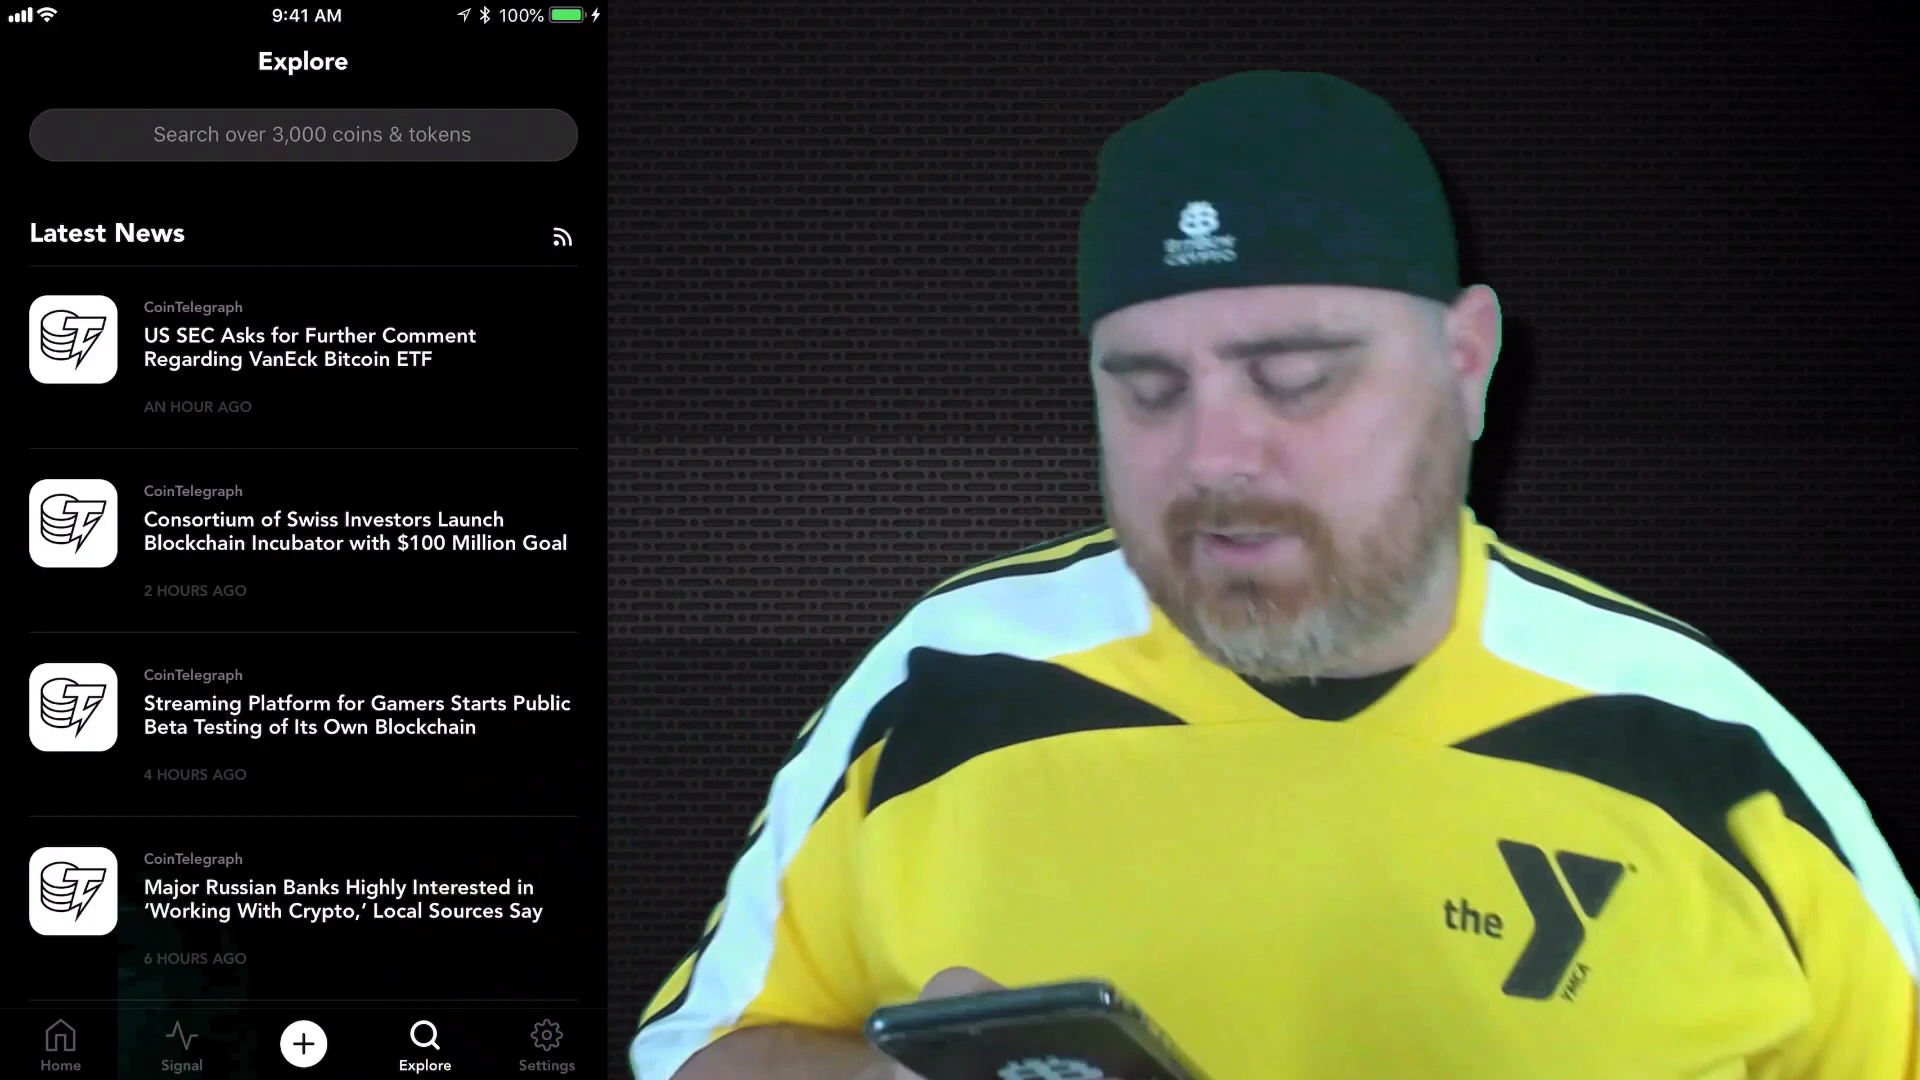 9:41 AM
100%
Explore
Search over 3,000 coins & tokens
Latest News
CoinTelegraph
US SEC Asks for Further Comment
Regarding VanEck Bitcoin ETF
AN HOUR AGO
CoinTelegraph
Consortium of Swiss Investors Launch
Blockchain Incubator with $100 Million Goal
2 HOURS AGO
CoinTelegraph
Streaming Platform for Gamers Starts Public
Beta Testing of Its Own Blockchain
4 HOURS AGO
CoinTelegraph
Major Russian Banks Highly Interested in
‘Working With Crypto,’ Local Sources Say
6 HOURS AGO
Home
Signal
Explore
Settings
CRYPTO
the Y
YMCA